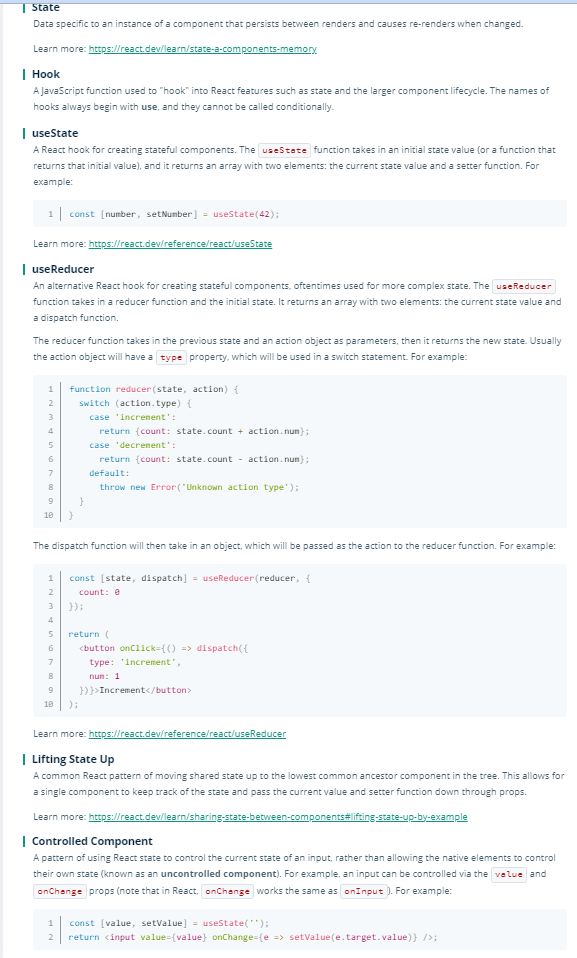 State
Data specific to an instance of a component that persists between renders and causes re-renders when changed.
Learn more: https://react.dev/learn/state-a-components-memory
Hook
A JavaScript function used to "hook" into React features such as state and the larger component lifecycle. The names of
hooks always begin with use, and they cannot be called conditionally.
useState
A React hook for creating stateful components. The useState function takes in an initial state value (or a function that
returns that initial value), and it returns an array with two elements: the current state value and a setter function. For
example:
1 const [number, setNumber] = useState(42);
Learn more: https://react.dev/reference/react/useState
useReducer
An alternative React hook for creating stateful components, oftentimes used for more complex state. The useReducer
function takes in a reducer function and the initial state. It returns an array with two elements: the current state value and
a dispatch function.
The reducer function takes in the previous state and an action object as parameters, then it returns the new state. Usually
the action object will have a type property, which will be used in a switch statement. For example:
1 function reducer(state, action) {
2 switch (action.type) {
3 case 'increment':
4 return {count: state.count + action.num};
5 case 'decrement':
6 return {count: state.count - action.num};
7 default:
8 throw new Error('Unknown action type');
9 }
10 }
The dispatch function will then take in an object, which will be passed as the action to the reducer function. For example:
1 const [state, dispatch] = useReducer(reducer, {
2 count: 0
3 });
4
5 return (
6 <button onClick={() => dispatch({
7 type: 'increment',
8 num: 1
9 })}>Increment</button>
10 );
Learn more: https://react.dev/reference/react/useReducer
Lifting State Up
A common React pattern of moving shared state up to the lowest common ancestor component in the tree. This allows for
a single component to keep track of the state and pass the current value and setter function down through props.
Learn more: https://react.dev/learn/sharing-state-between-components#lifting-state-up-by-example
Controlled Component
A pattern of using React state to control the current state of an input, rather than allowing the native elements to control
their own state (known as an uncontrolled component). For example, an input can be controlled via the value and
onChange props (note that in React, onChange works the same as onInput ). For example:
1 const [value, setValue] = useState('');
2 return <input value={value} onChange={e => setValue(e.target.value)} />;